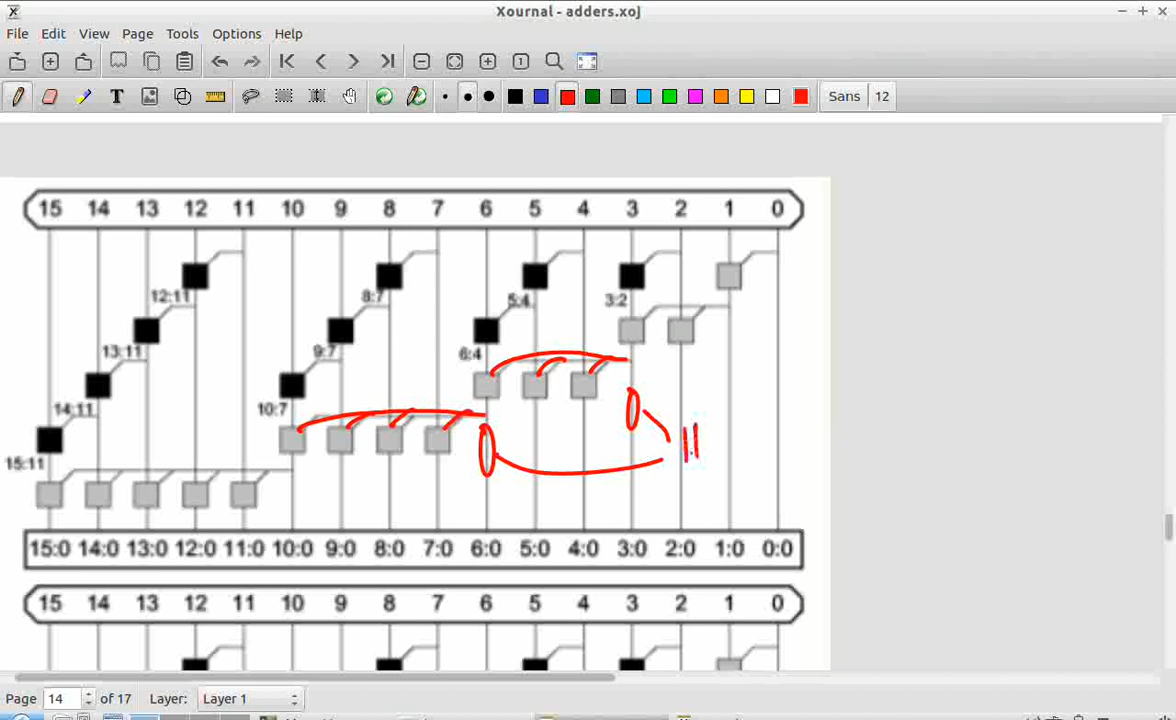 Xournal - adders.xoj
File Edit View Page Tools Options Help
Sans 12
15 14 13 12 11 10 9 8 7 6 5 4 3 2 1 0
12:11 8:7 5:4 3:2
13:11 9:7 6:4
14:11 10:7
15:11
11
15:0 14:0 13:0 12:0 11:0 10:0 9:0 8:0 7:0 6:0 5:0 4:0 3:0 2:0 1:0 0:0
15 14 13 12 11 10 9 8 7 6 5 4 3 2 1 0
Page 14 of 17 Layer: Layer 1